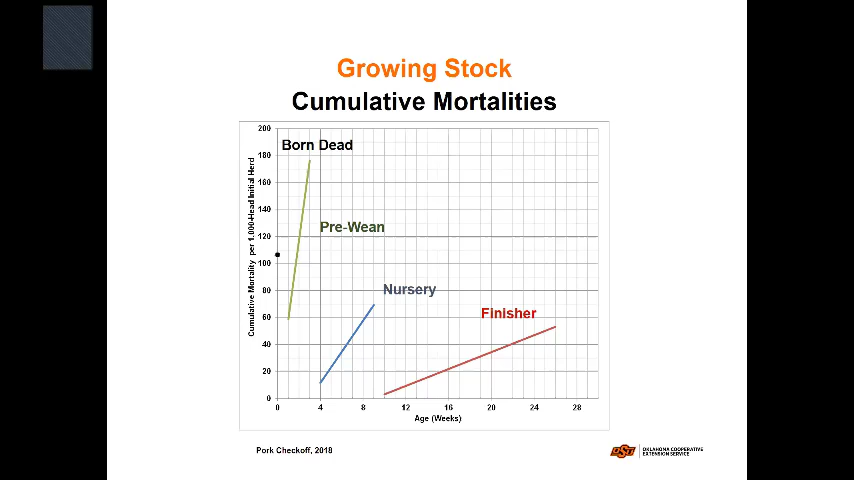 Growing Stock
Cumulative Mortalities
200
Born Dead
180
160
140
Pre-Wean
120
100
80
Nursery
60
Finisher
40
20
0
Cumulative Mortality per 1,000-Head Initial Herd
0 4 8 12 16 20 24 28
Age (Weeks)
Pork Checkoff, 2018
OSU
OKLAHOMA COOPERATIVE
EXTENSION SERVICE